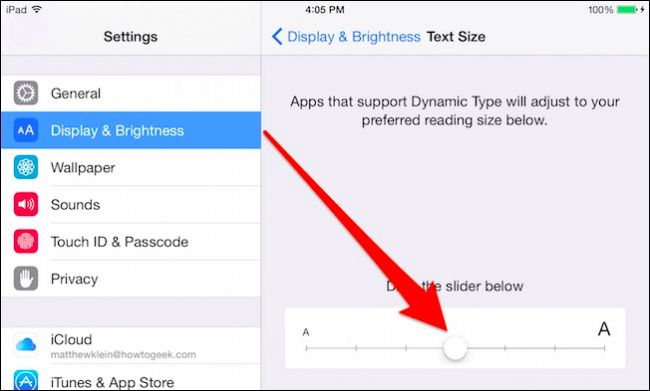 iPad 4:05 PM 100%
Settings
Display & Brightness Text Size
General
Display & Brightness
Wallpaper
Sounds
Touch ID & Passcode
Privacy
iCloud
matthewklein@howtogeek.com
iTunes & App Store
Apps that support Dynamic Type will adjust to your
preferred reading size below.
the slider below
A A